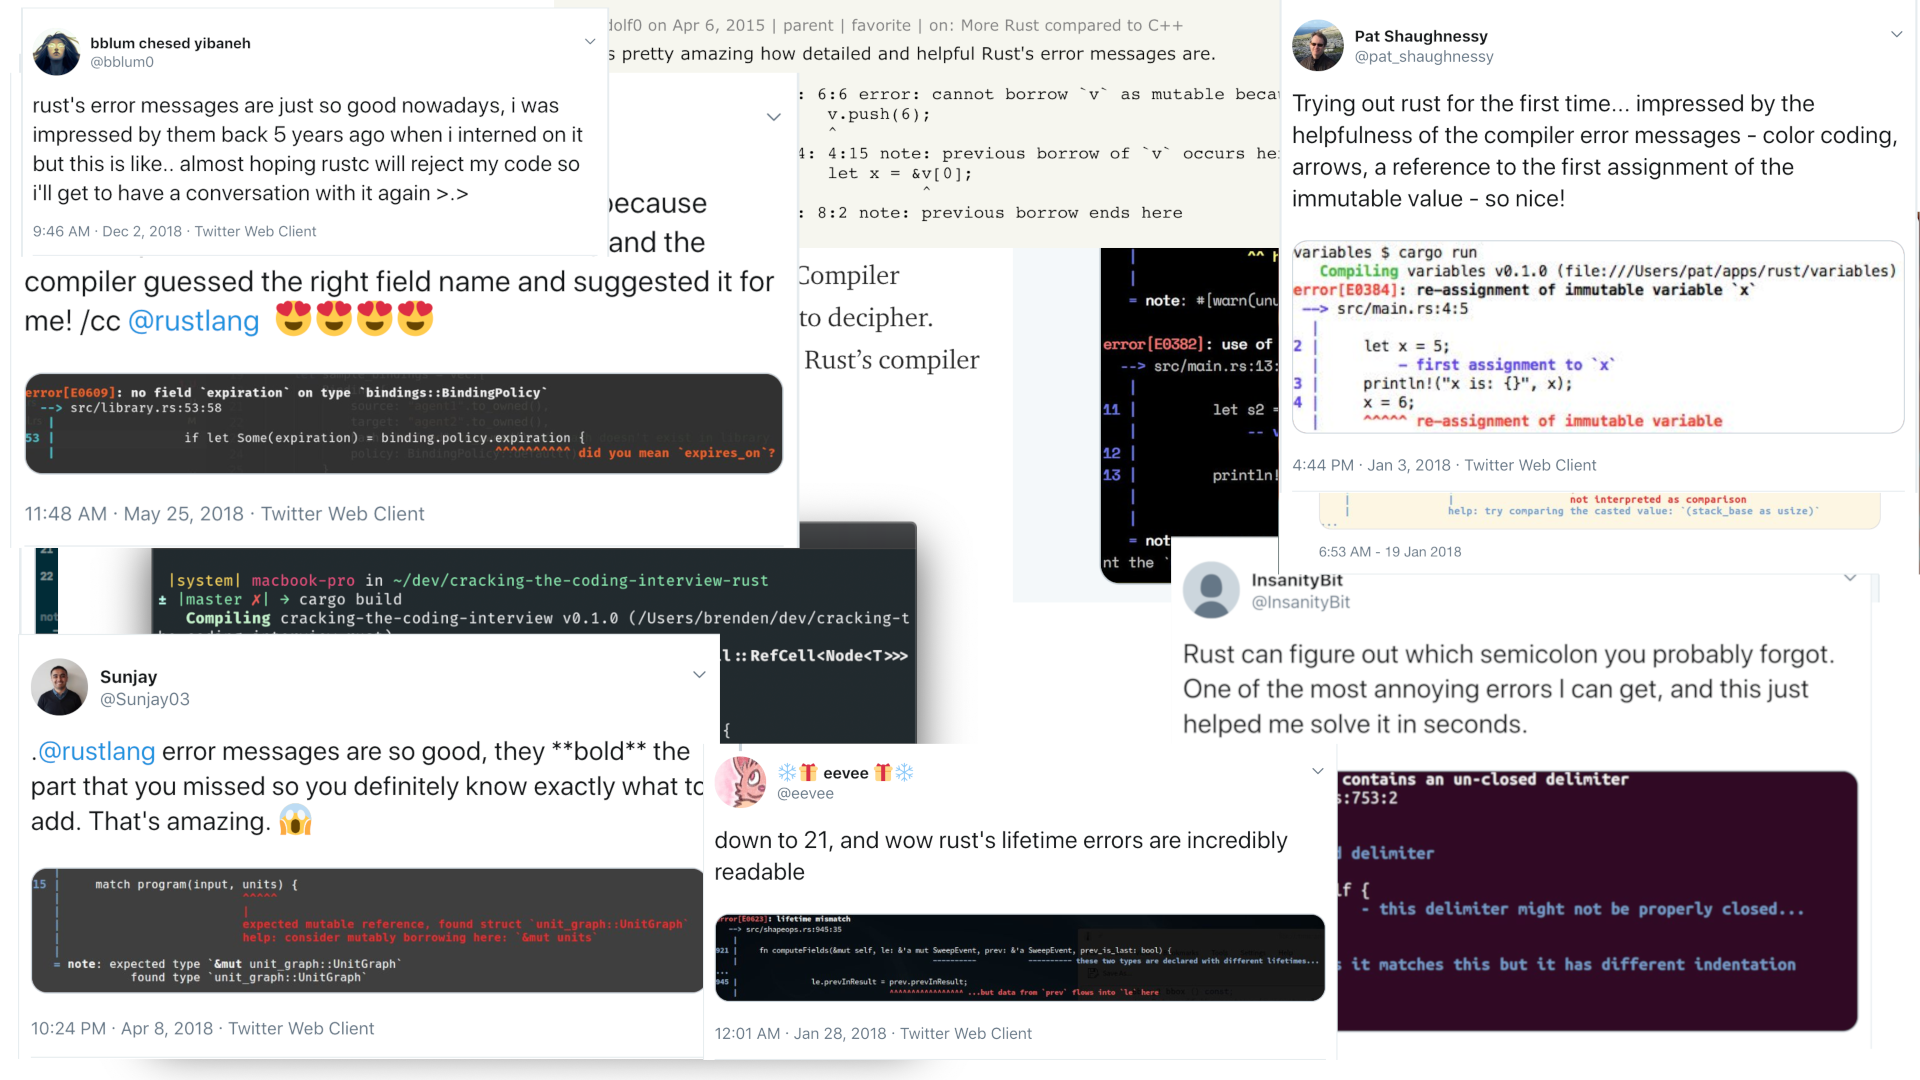 bblum chesed yibaneh
@bblum0
rust's error messages are just so good nowadays, i was
impressed by them back 5 years ago when i interned on it
but this is like.. almost hoping rustc will reject my code so
i'll get to have a conversation with it again >.>
9:46 AM · Dec 2, 2018 · Twitter Web Client
because
and the
compiler guessed the right field name and suggested it for
me! /cc @rustlang 😍😍😍😍
error[E0609]: no field `expiration` on type `bindings::BindingPolicy`
--> src/library.rs:53:58
|
53 | if let Some(expiration) = binding.policy.expiration {
| ^^^^^^^^^^ did you mean `expires_on`?
11:48 AM · May 25, 2018 · Twitter Web Client
dolf0 on Apr 6, 2015 | parent | favorite | on: More Rust compared to C++
s pretty amazing how detailed and helpful Rust's error messages are.
: 6:6 error: cannot borrow `v` as mutable beca
v.push(6);
^
4: 4:15 note: previous borrow of `v` occurs he
let x = &v[0];
^
: 8:2 note: previous borrow ends here
Compiler
to decipher.
Rust’s compiler
| ^^ h
|
= note: #[warn(unu
error[E0382]: use of
--> src/main.rs:13:
|
11 | let s2 =
| -- v
12 |
13 | println!
|
|
= not
nt the `
Pat Shaughnessy
@pat_shaughnessy
Trying out rust for the first time... impressed by the
helpfulness of the compiler error messages - color coding,
arrows, a reference to the first assignment of the
immutable value - so nice!
variables $ cargo run
Compiling variables v0.1.0 (file:///Users/pat/apps/rust/variables)
error[E0384]: re-assignment of immutable variable `x`
--> src/main.rs:4:5
|
2 | let x = 5;
| - first assignment to `x`
3 | println!("x is: {}", x);
4 | x = 6;
| ^^^^^ re-assignment of immutable variable
4:44 PM · Jan 3, 2018 · Twitter Web Client
| | not interpreted as comparison
| help: try comparing the casted value: `(stack_base as usize)`
...
6:53 AM - 19 Jan 2018
21
22
not
|system| macbook-pro in ~/dev/cracking-the-coding-interview-rust
± |master ✗| → cargo build
Compiling cracking-the-coding-interview v0.1.0 (/Users/brenden/dev/cracking-t
l::RefCell<Node<T>>>
{
InsanityBit
@InsanityBit
Rust can figure out which semicolon you probably forgot.
One of the most annoying errors I can get, and this just
helped me solve it in seconds.
contains an un-closed delimiter
s:753:2
d delimiter
lf {
- this delimiter might not be properly closed...
s it matches this but it has different indentation
Sunjay
@Sunjay03
.@rustlang error messages are so good, they **bold** the
part that you missed so you definitely know exactly what to
add. That's amazing. 😱
15 | match program(input, units) {
| ^^^^^
| |
| expected mutable reference, found struct `unit_graph::UnitGraph`
| help: consider mutably borrowing here: `&mut units`
|
= note: expected type `&mut unit_graph::UnitGraph`
found type `unit_graph::UnitGraph`
10:24 PM · Apr 8, 2018 · Twitter Web Client
❄️🎁 eevee 🎁❄️
@eevee
down to 21, and wow rust's lifetime errors are incredibly
readable
rror[E0623]: lifetime mismatch
--> src/shapeops.rs:945:35
|
921 | fn computeFields(&mut self, le: &'a mut SweepEvent, prev: &'a SweepEvent, prev_is_last: bool) {
| ---------- ---------- these two types are declared with different lifetimes...
...
945 | le.prevInResult = prev.prevInResult;
| ^^^^^^^^^^^^^^^^^ ...but data from `prev` flows into `le` here
12:01 AM · Jan 28, 2018 · Twitter Web Client